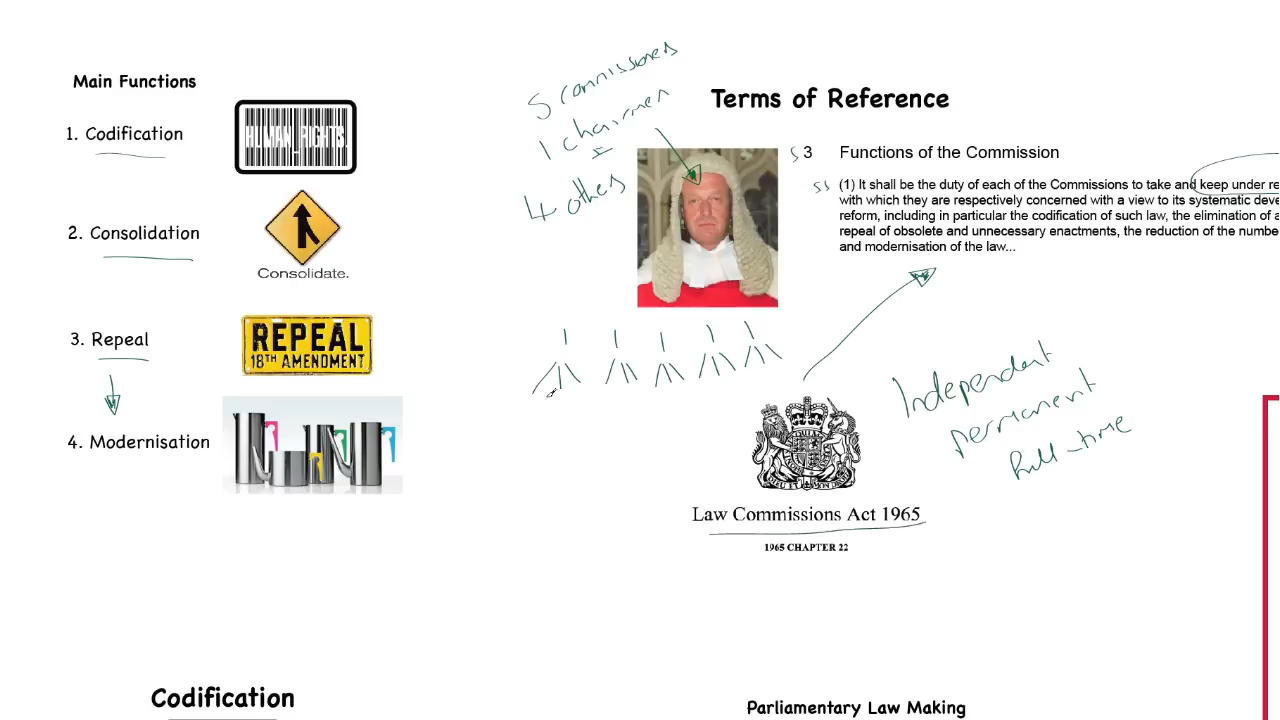 Main Functions
1. Codification
HUMAN RIGHTS
2. Consolidation
Consolidate.
3. Repeal
REPEAL
18TH AMENDMENT
4. Modernisation
5 commissioners
1 chairmen
4 others
Terms of Reference
s 3 Functions of the Commission
ss (1) It shall be the duty of each of the Commissions to take and keep under re
with which they are respectively concerned with a view to its systematic deve
reform, including in particular the codification of such law, the elimination of a
repeal of obsolete and unnecessary enactments, the reduction of the numbe
and modernisation of the law...
Independent
permanent
full-time
Law Commissions Act 1965
1965 CHAPTER 22
Codification
Parliamentary Law Making